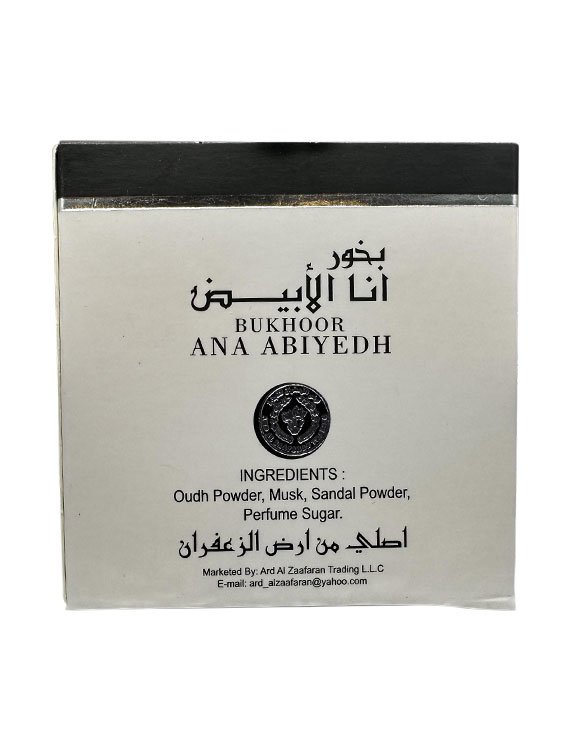 بخور
أنا الأبيض
BUKHOOR
ANA ABIYEDH
INGREDIENTS :
Oudh Powder, Musk, Sandal Powder,
Perfume Sugar.
اصلي من ارض الزعفران
Marketed By: Ard Al Zaafaran Trading L.L.C
E-mail: ard_alzaafaran@yahoo.com